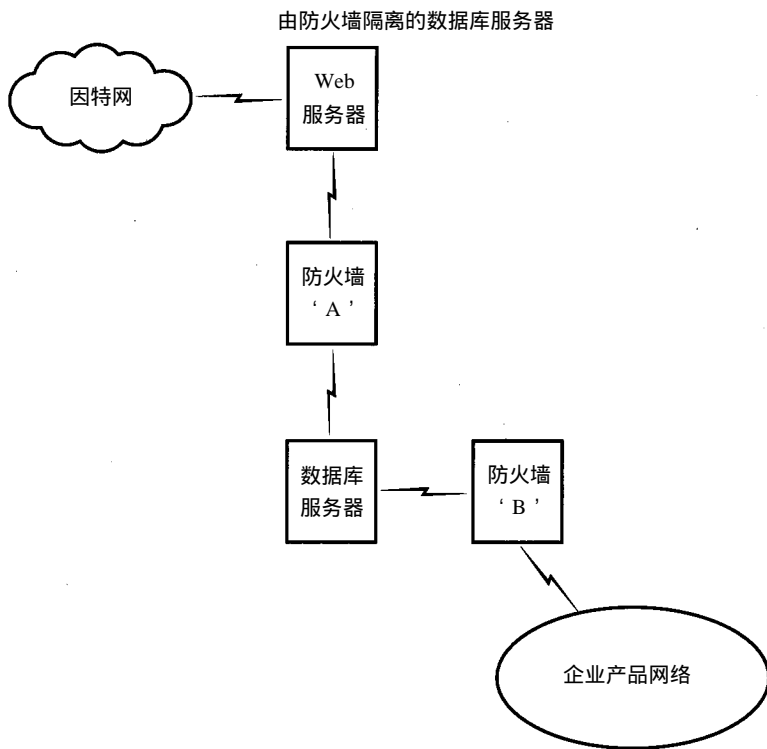 由防火墙隔离的数据库服务器
因特网
Web
服务器
防火墙
‘A’
数据库
服务器
防火墙
‘B’
企业产品网络